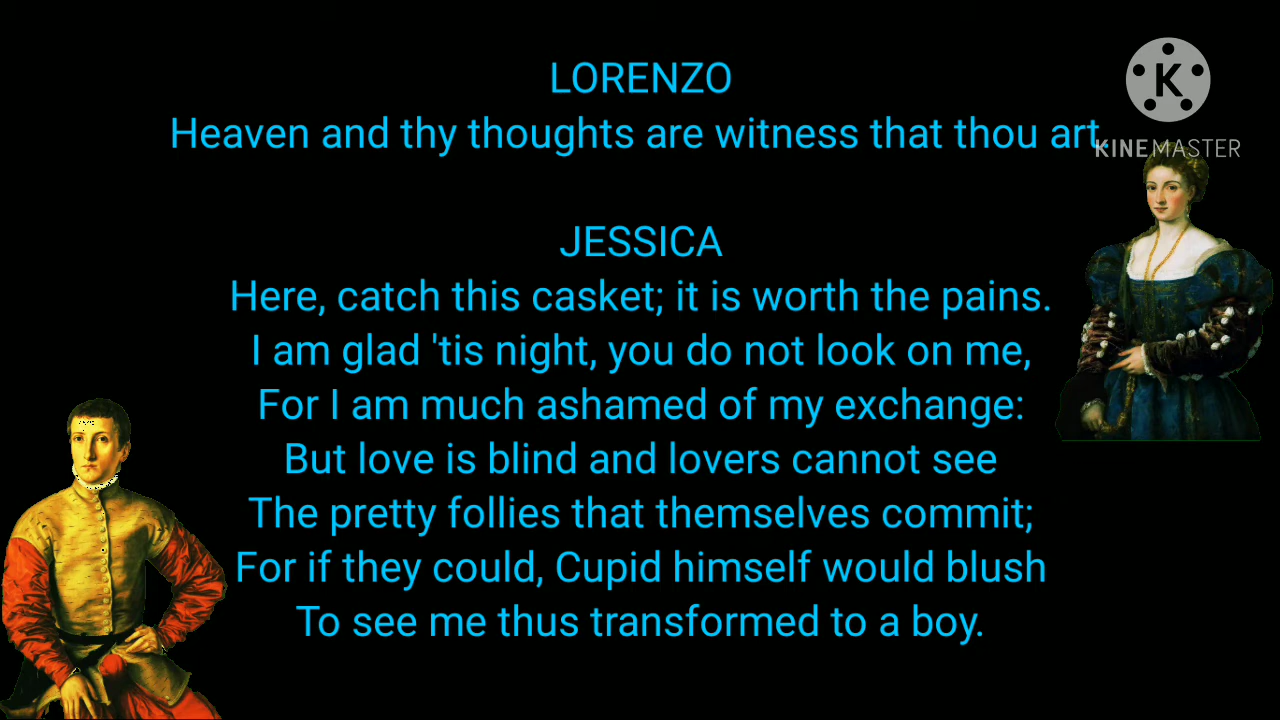 LORENZO
Heaven and thy thoughts are witness that thou art.
K
KINEMASTER
JESSICA
Here, catch this casket; it is worth the pains.
I am glad 'tis night, you do not look on me,
For I am much ashamed of my exchange:
But love is blind and lovers cannot see
The pretty follies that themselves commit;
For if they could, Cupid himself would blush
To see me thus transformed to a boy.